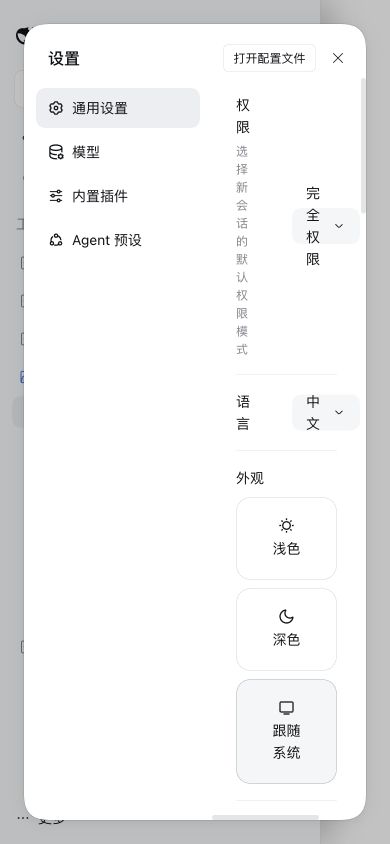 设置
打开配置文件
通用设置
模型
内置插件
Agent 预设
权
限
选
择
新
会
话
的
默
认
权
限
模
式
完
全
权
限
语
言
中
文
外观
浅色
深色
跟随
系统